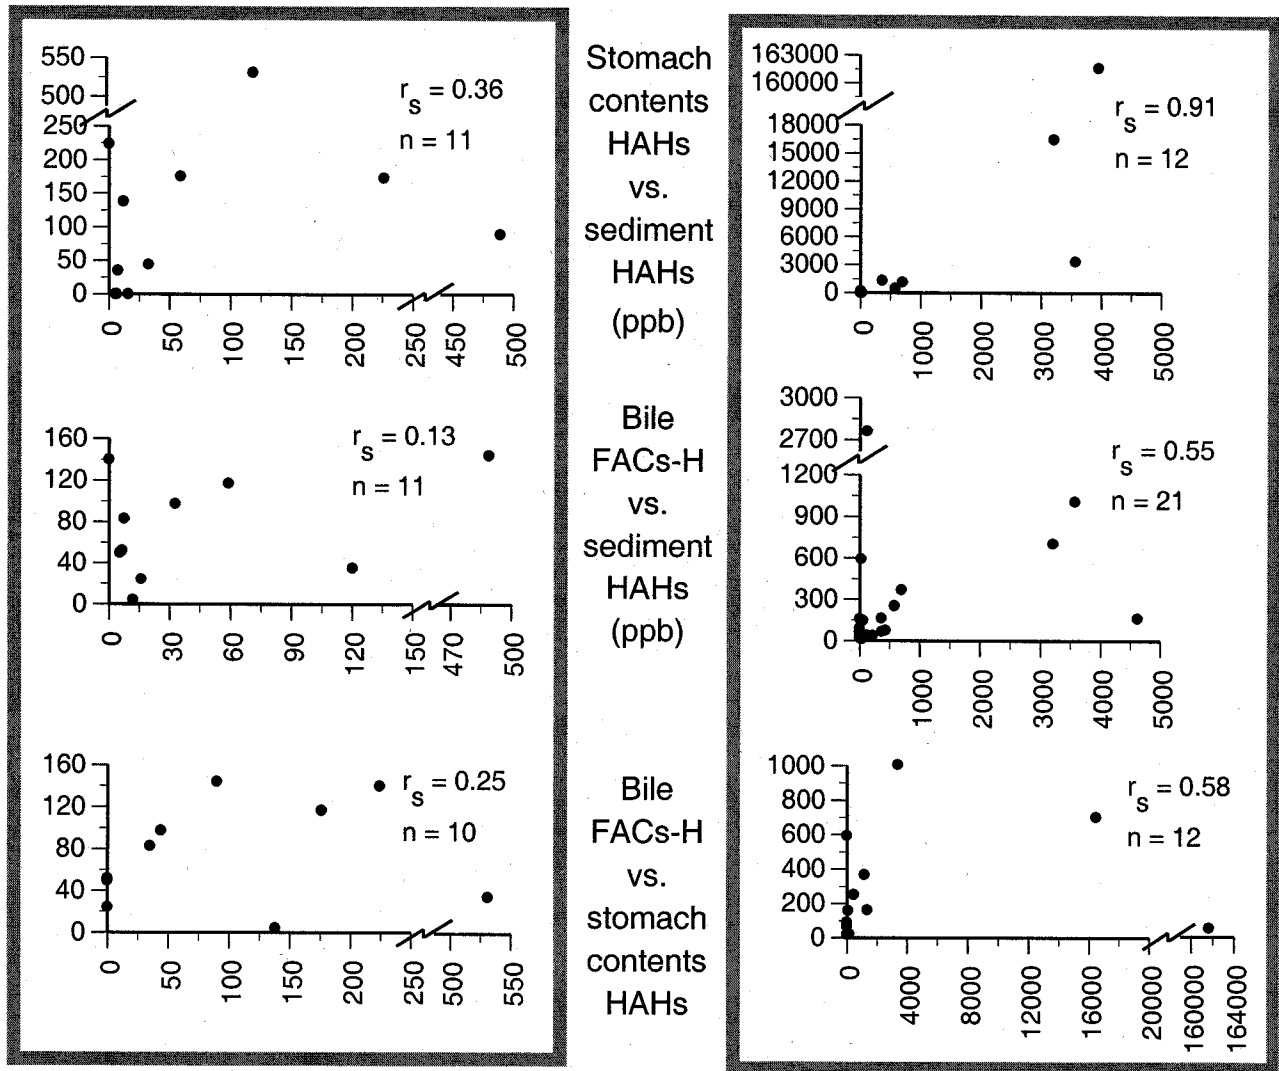 550
500
250
200
150
100
50
0
0
50
100
150
200
250
450
500
r_s = 0.36
n = 11
Stomach
contents
HAHs
vs.
sediment
HAHs
(ppb)
163000
160000
18000
15000
12000
9000
6000
3000
0
0
1000
2000
3000
4000
5000
r_s = 0.91
n = 12
160
120
80
40
0
0
30
60
90
120
150
470
500
r_s = 0.13
n = 11
Bile
FACs-H
vs.
sediment
HAHs
(ppb)
3000
2700
1200
900
600
300
0
0
1000
2000
3000
4000
5000
r_s = 0.55
n = 21
160
120
80
40
0
0
50
100
150
200
250
500
550
r_s = 0.25
n = 10
Bile
FACs-H
vs.
stomach
contents
HAHs
1000
800
600
400
200
0
0
4000
8000
12000
16000
20000
160000
164000
r_s = 0.58
n = 12